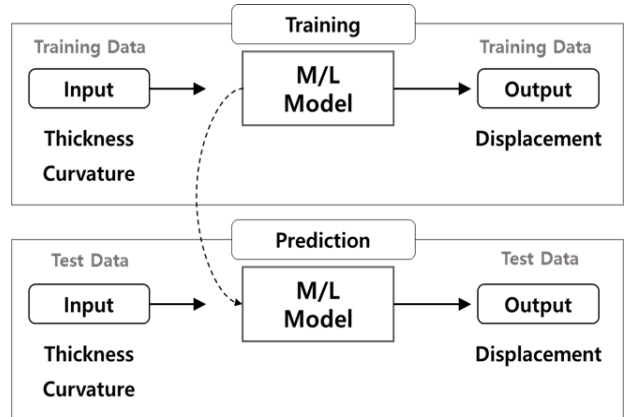 Training
Training Data
Training Data
Input
M/L
Model
Output
Thickness
Curvature
Displacement
Prediction
Test Data
Test Data
Input
M/L
Model
Output
Thickness
Curvature
Displacement